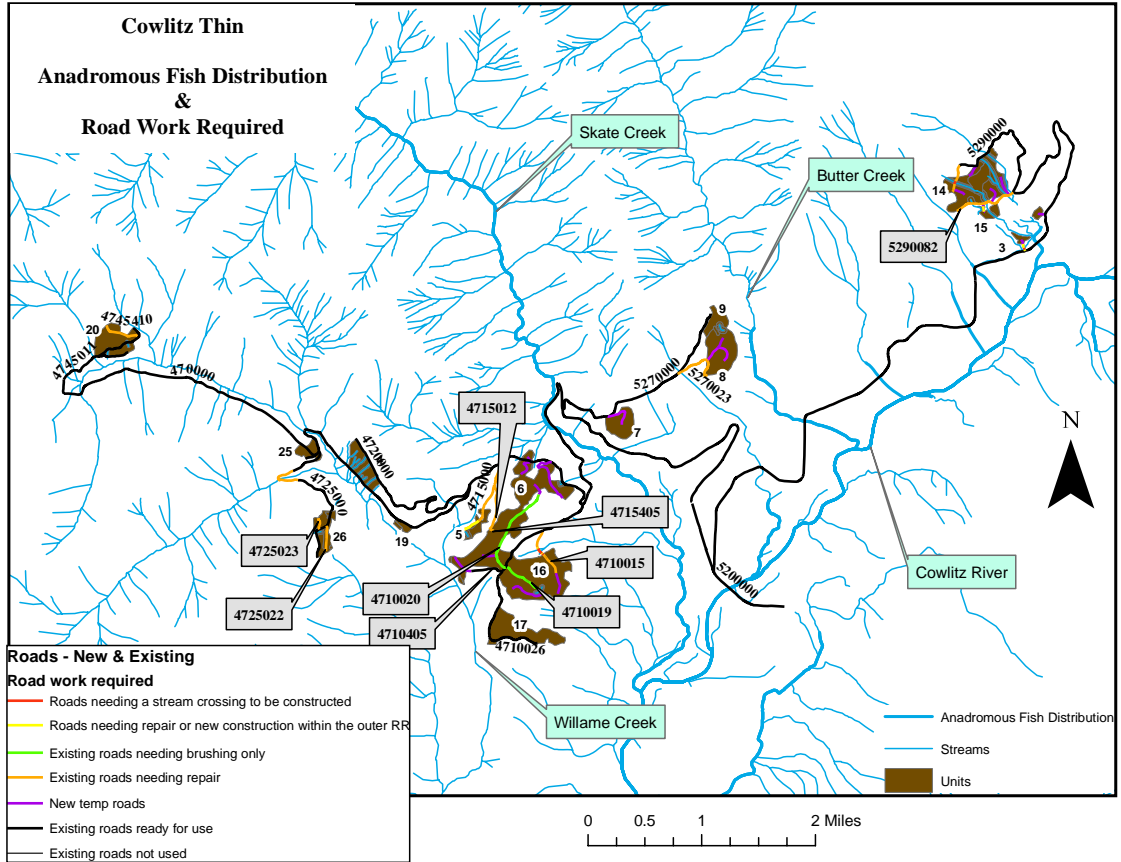 Cowlitz Thin
Anadromous Fish Distribution
&
Road Work Required
Skate Creek
Butter Creek
5290000
14
15
5290082
3
20
4745410
4745011
470000
9
8
5270000
5270023
7
4715012
25
4720000
4725000
4715000
6
5
19
26
4725023
4725022
4715405
16
4710015
4710020
4710019
4710405
17
4710026
5200000
Cowlitz River
Willame Creek
N
Roads - New & Existing
Road work required
Roads needing a stream crossing to be constructed
Roads needing repair or new construction within the outer RR
Existing roads needing brushing only
Existing roads needing repair
New temp roads
Existing roads ready for use
Existing roads not used
Anadromous Fish Distribution
Streams
Units
0 0.5 1 2 Miles